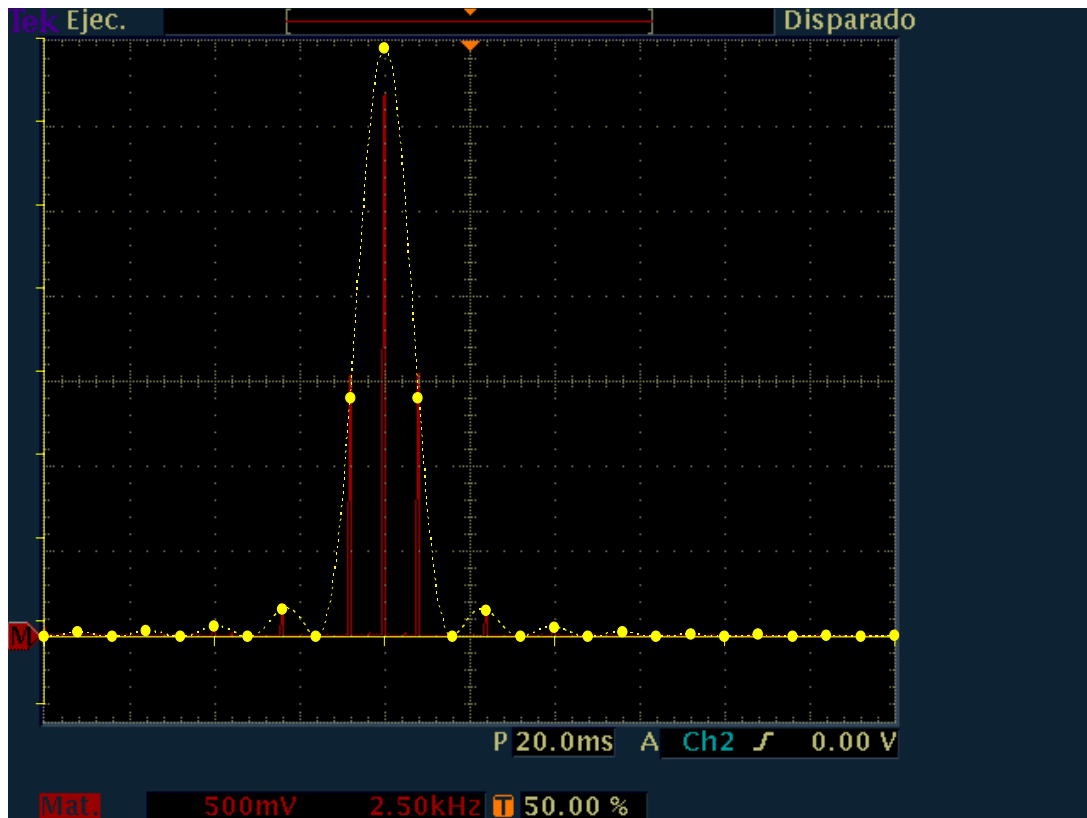 Tek Ejec. Disparado
M
P 20.0ms A Ch2 0.00 V
Mat. 500mV 2.50kHz T 50.00 %